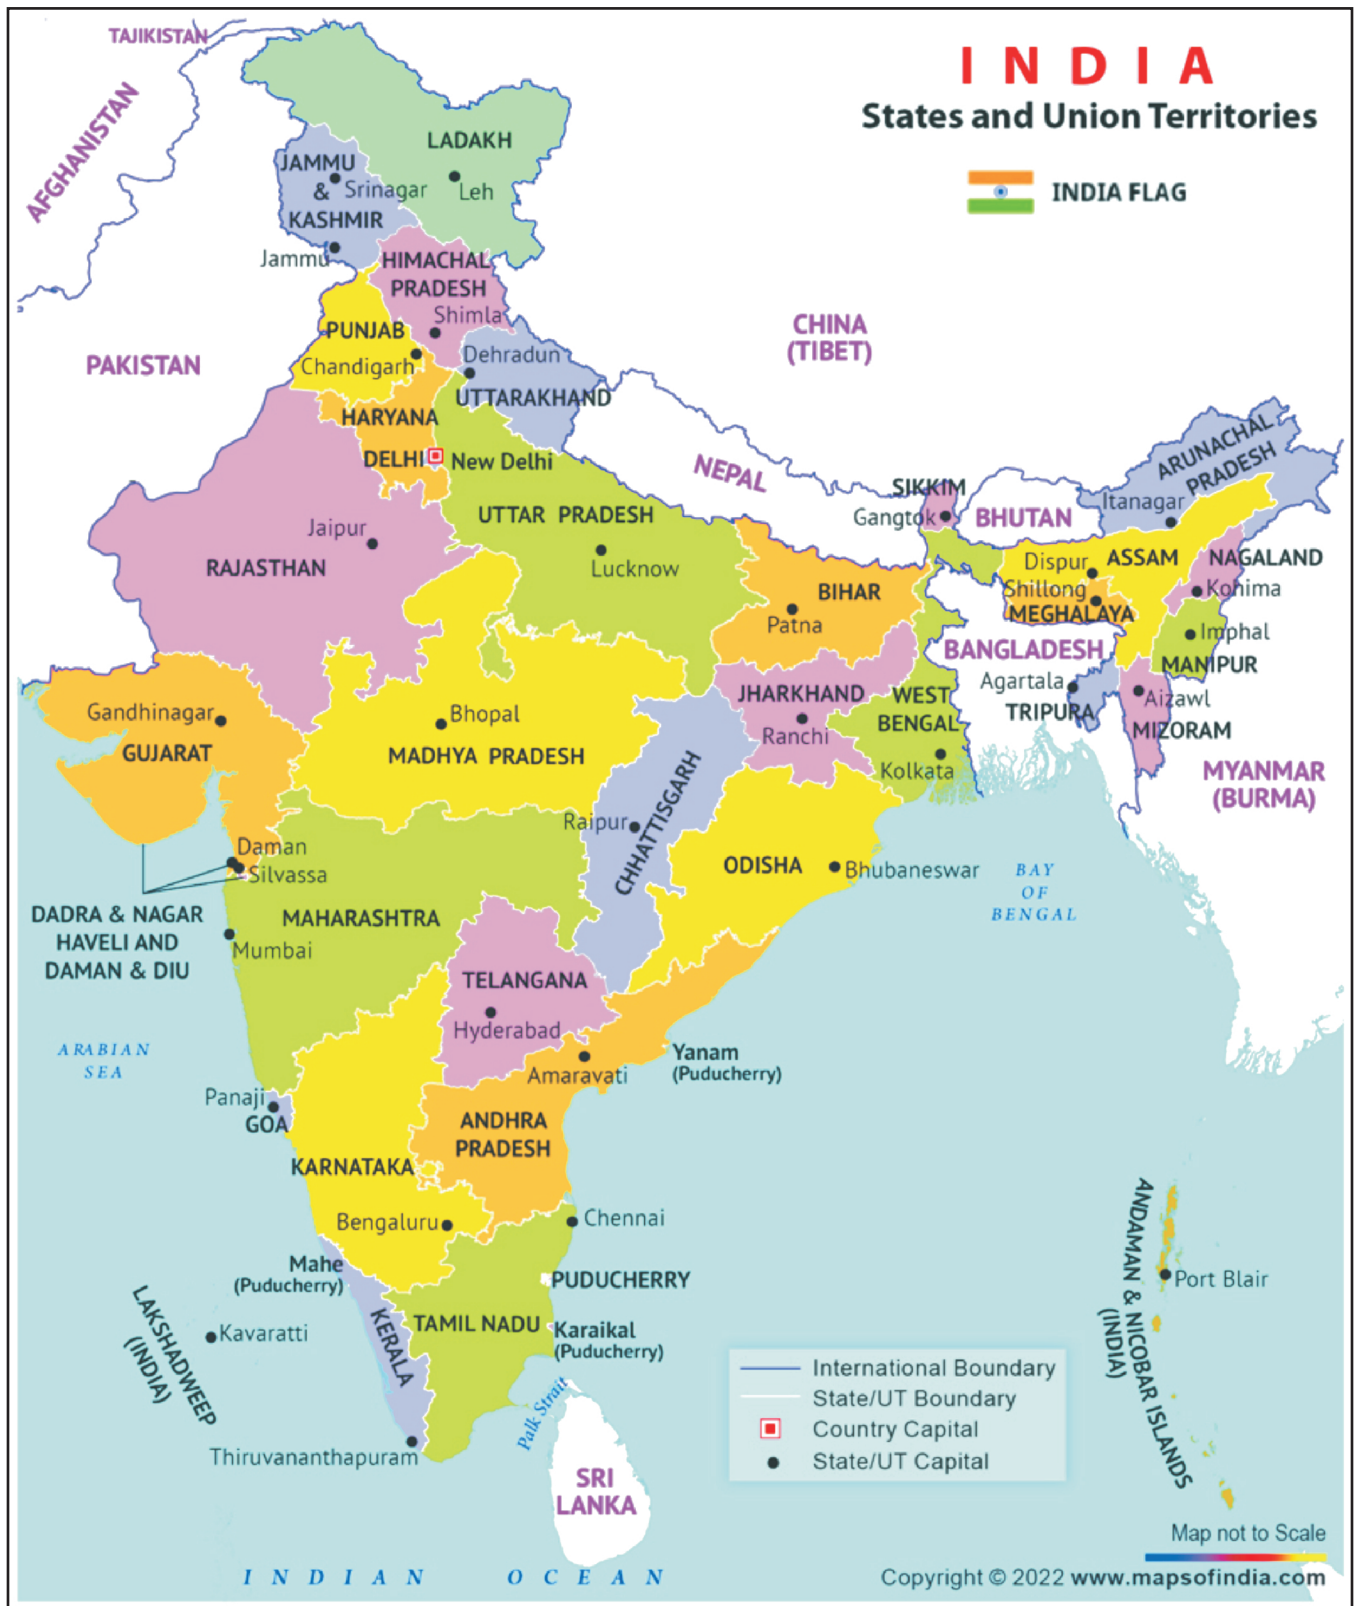 INDIA
States and Union Territories
INDIA FLAG
TAJIKISTAN
AFGHANISTAN
PAKISTAN
CHINA
(TIBET)
NEPAL
BHUTAN
BANGLADESH
MYANMAR
(BURMA)
SRI
LANKA
LADAKH
Leh
JAMMU
&
KASHMIR
Srinagar
Jammu
HIMACHAL
PRADESH
Shimla
PUNJAB
Chandigarh
Dehradun
UTTARAKHAND
HARYANA
DELHI
New Delhi
UTTAR PRADESH
Lucknow
Jaipur
RAJASTHAN
SIKKIM
Gangtok
ARUNACHAL
PRADESH
Itanagar
Dispur
ASSAM
NAGALAND
Kohima
Shillong
MEGHALAYA
Imphal
MANIPUR
Agartala
TRIPURA
Aizawl
MIZORAM
BIHAR
Patna
JHARKHAND
Ranchi
WEST
BENGAL
Kolkata
Gandhinagar
GUJARAT
Bhopal
MADHYA PRADESH
CHHATTISGARH
Raipur
ODISHA
Bhubaneswar
Daman
Silvassa
DADRA & NAGAR
HAVELI AND
DAMAN & DIU
MAHARASHTRA
Mumbai
TELANGANA
Hyderabad
Amaravati
Yanam
(Puducherry)
ANDHRA
PRADESH
Panaji
GOA
KARNATAKA
Bengaluru
Chennai
Mahe
(Puducherry)
PUDUCHERRY
KERALA
TAMIL NADU
Karaikal
(Puducherry)
Thiruvananthapuram
LAKSHADWEEP
(INDIA)
Kavaratti
ANDAMAN & NICOBAR ISLANDS
(INDIA)
Port Blair
BAY
OF
BENGAL
ARABIAN
SEA
Palk Strait
INDIAN OCEAN
International Boundary
State/UT Boundary
Country Capital
State/UT Capital
Map not to Scale
Copyright © 2022 www.mapsofindia.com